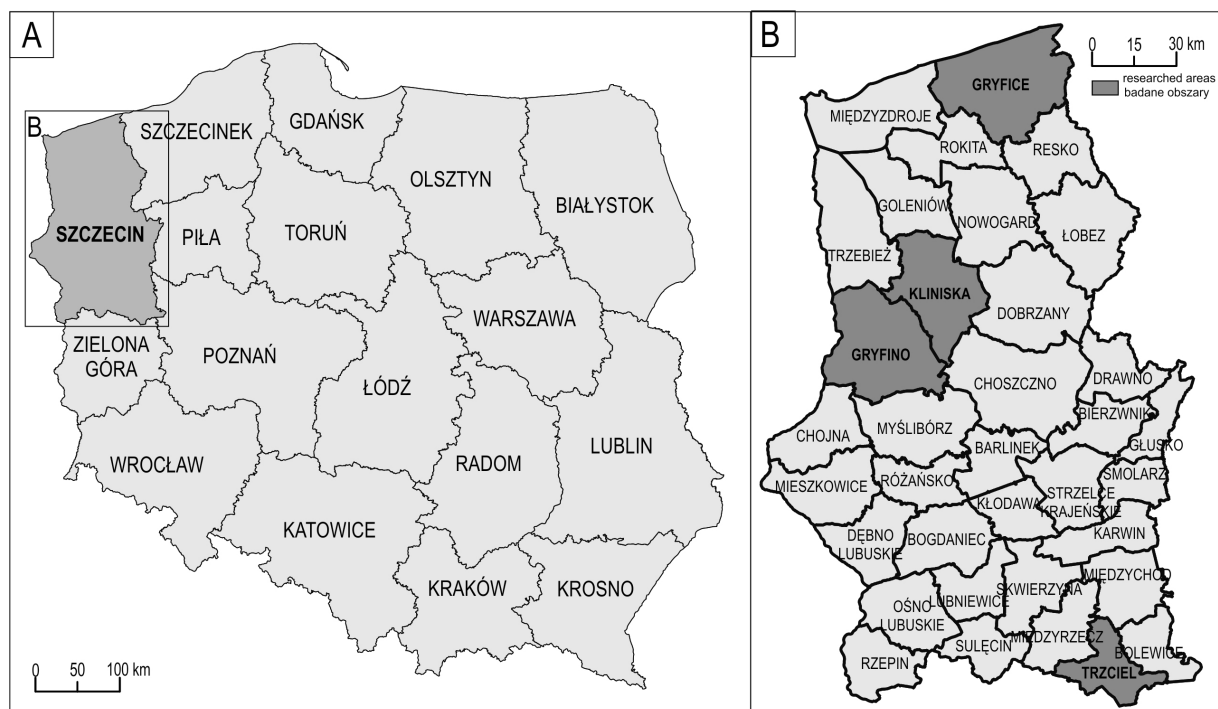 A
B
SZCZECINEK
GDAŃSK
OLSZTYN
BIAŁYSTOK
SZCZECIN
PIŁA
TORUŃ
WARSZAWA
ZIELONA
GÓRA
POZNAŃ
ŁÓDŹ
WROCŁAW
RADOM
LUBLIN
KATOWICE
KRAKÓW
KROSNO
0 50 100 km
B
0 15 30 km
researched areas
badane obszary
GRYFICE
MIĘDZYZDROJE
ROKITA
RESKO
GOLENIÓW
NOWOGARD
ŁOBEZ
TRZEBIEŻ
KLINISKA
DOBRZANY
GRYFINO
CHOSZCZNO
DRAWNO
BIERZWNIK
CHOJNA
MYŚLIBÓRZ
BARLINEK
GŁUSKO
MIESZKOWICE
RÓŻAŃSKO
SMOLARZ
KŁODAWA
STRZELCE
KRAJEŃSKIE
DĘBNO
LUBUSKIE
BOGDANIEC
KARWIN
MIĘDZYCHÓD
SKWIERZYNA
LUBNIEWICE
OŚNO
LUBUSKIE
MIĘDZYRZECZ
SULĘCIN
BOLEWICE
RZEPIN
TRZCIEL